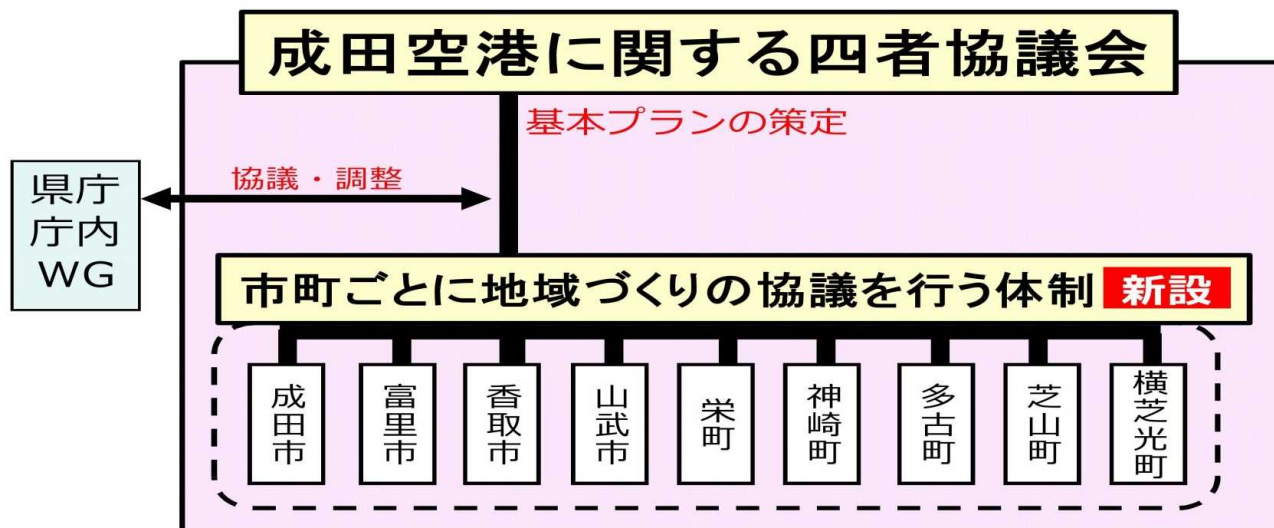 成田空港に関する四者協議会
基本プランの策定
協議・調整
県庁
庁内
WG
市町ごとに地域づくりの協議を行う体制 新設
成田市
富里市
香取市
山武市
栄町
神崎町
多古町
芝山町
横芝光町